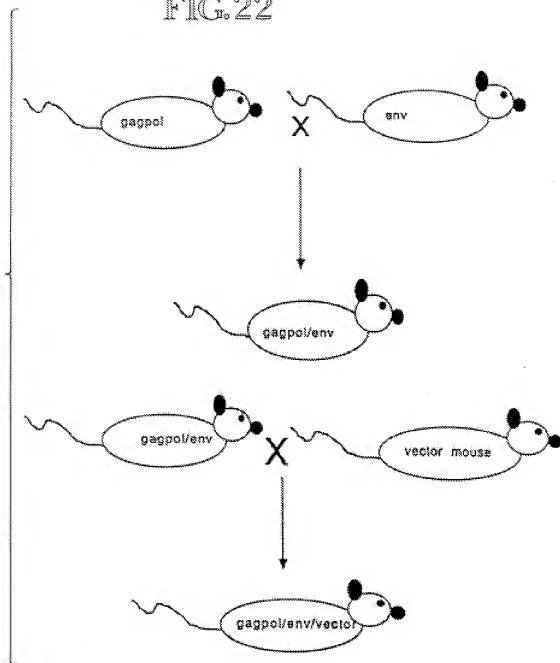 FIG.22
gagpol
X
env
gagpol/env
gagpol/env
X
vector mouse
gagpol/env/vector